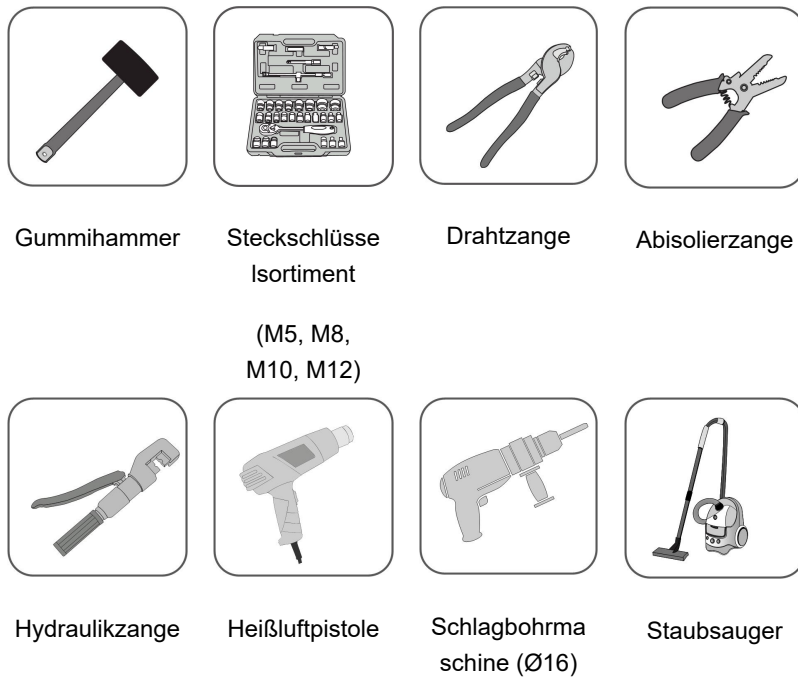 Gummihammer
Steckschlüsse
lsortiment
(M5, M8,
M10, M12)
Drahtzange
Abisolierzange
Hydraulikzange
Heißluftpistole
Schlagbohrma
schine (Ø16)
Staubsauger